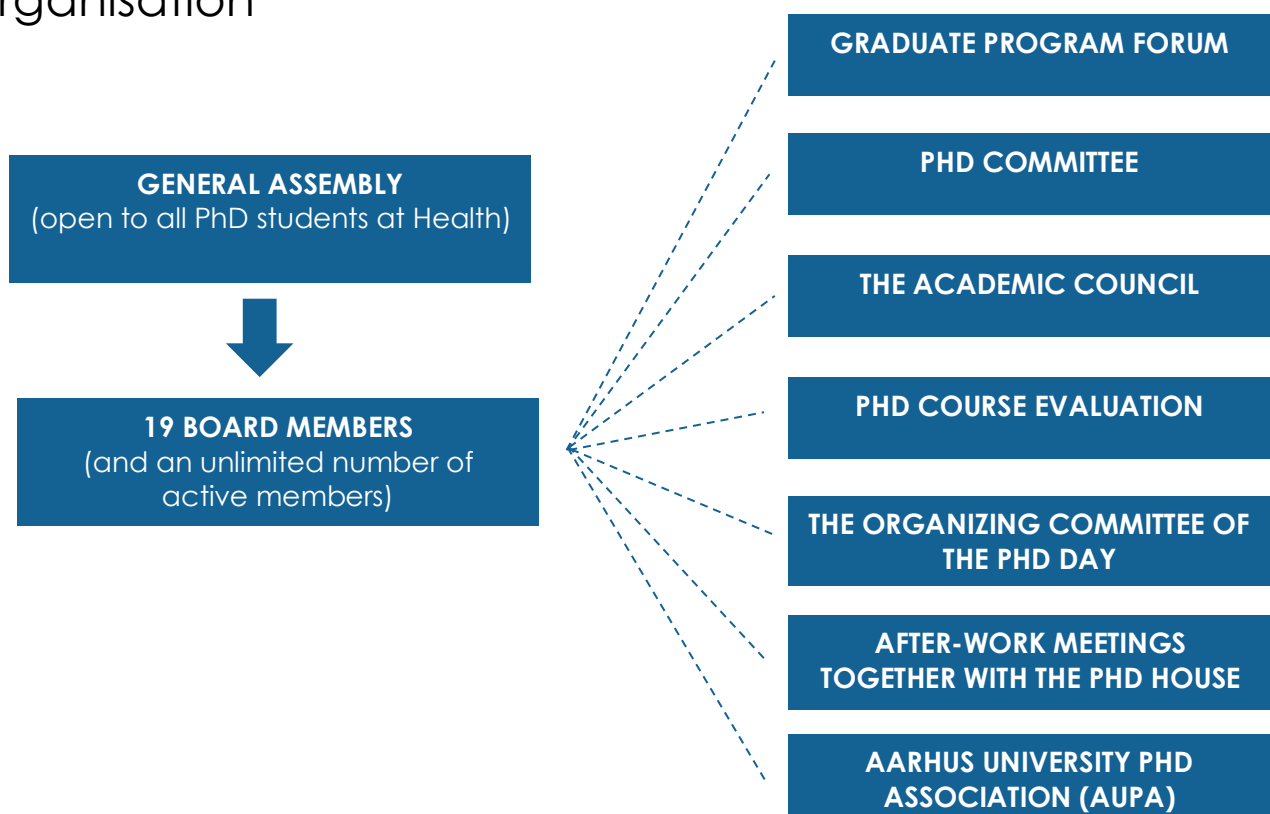 rganisation
GENERAL ASSEMBLY
(open to all PhD students at Health)
19 BOARD MEMBERS
(and an unlimited number of
active members)
GRADUATE PROGRAM FORUM
PHD COMMITTEE
THE ACADEMIC COUNCIL
PHD COURSE EVALUATION
THE ORGANIZING COMMITTEE OF
THE PHD DAY
AFTER-WORK MEETINGS
TOGETHER WITH THE PHD HOUSE
AARHUS UNIVERSITY PHD
ASSOCIATION (AUPA)